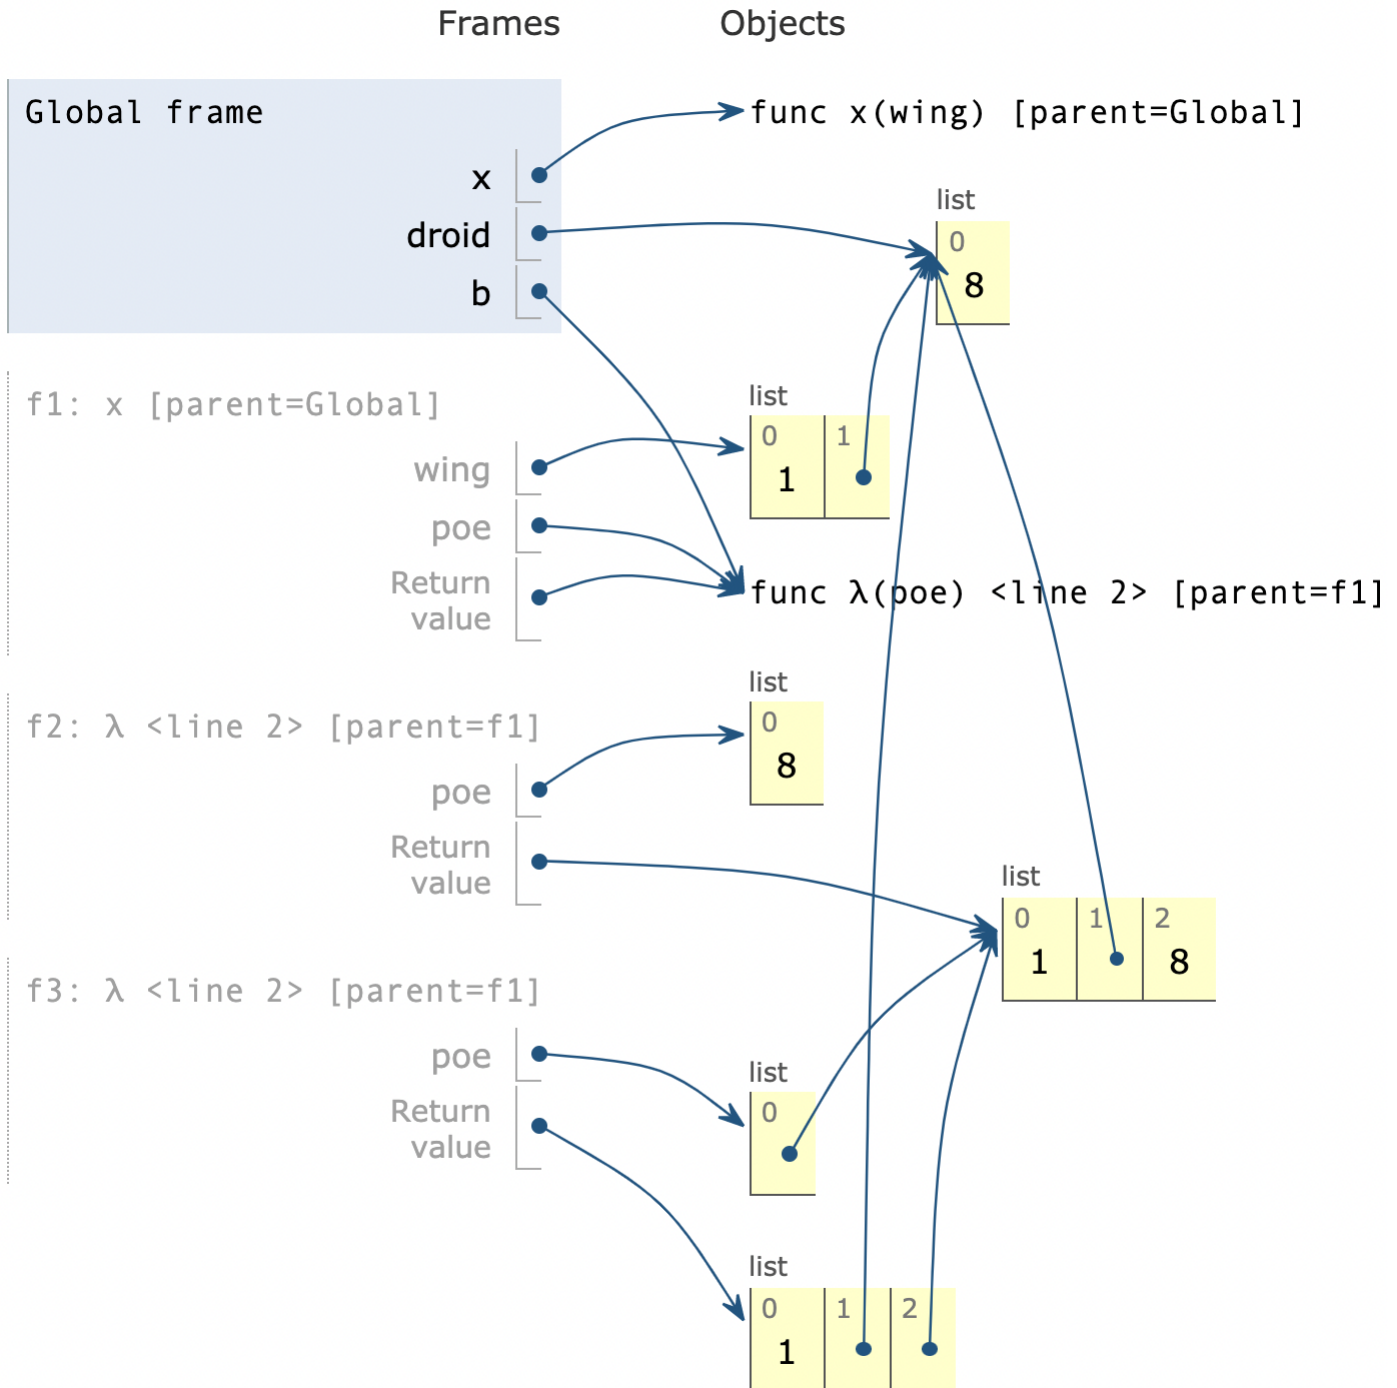 Frames Objects
Global frame
func x(wing) [parent=Global]
x
list
droid
0
8
b
f1: x [parent=Global]
list
0 1
wing
1
poe
Return
value
func λ(poe) <line 2> [parent=f1]
list
f2: λ <line 2> [parent=f1]
0
8
poe
Return
value
list
0 1 2
1 8
f3: λ <line 2> [parent=f1]
poe
list
Return
value
0
list
0 1 2
1